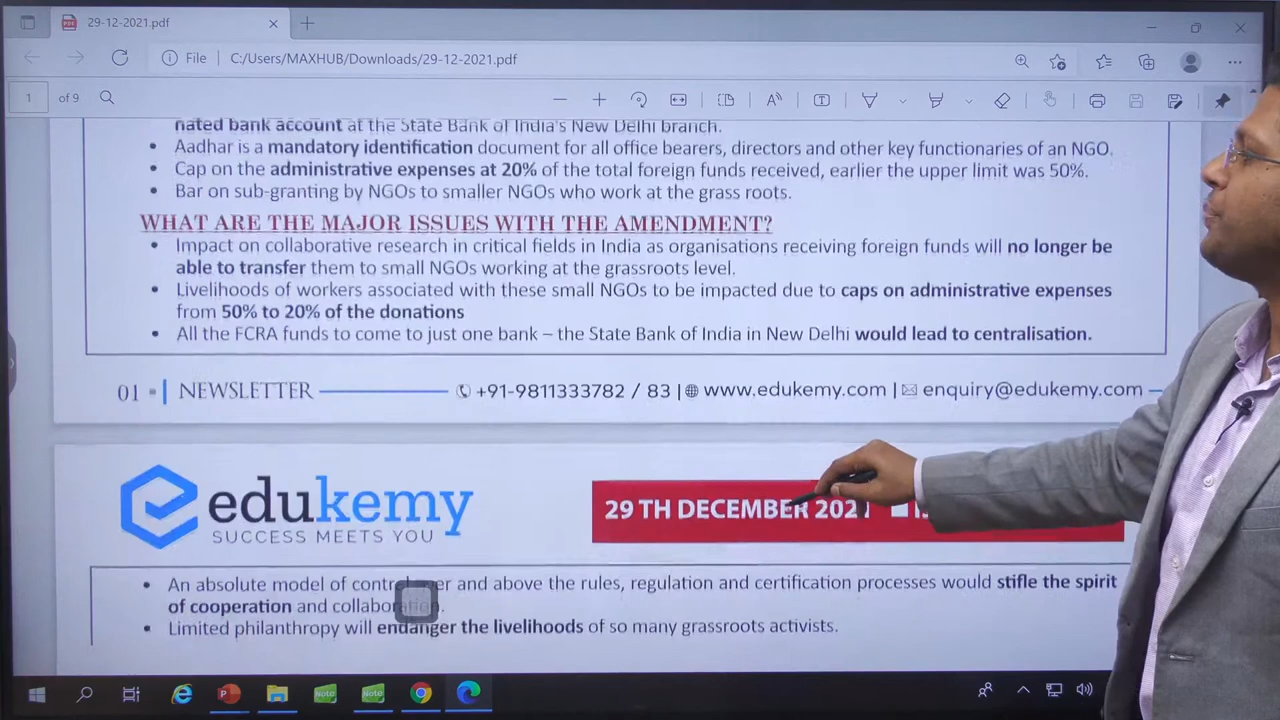 29-12-2021.pdf
File
C:/Users/MAXHUB/Downloads/29-12-2021.pdf
1 of 9
nated bank account at the State Bank of India's New Delhi branch.
• Aadhar is a mandatory identification document for all office bearers, directors and other key functionaries of an NGO.
• Cap on the administrative expenses at 20% of the total foreign funds received, earlier the upper limit was 50%.
• Bar on sub-granting by NGOs to smaller NGOs who work at the grass roots.
WHAT ARE THE MAJOR ISSUES WITH THE AMENDMENT?
• Impact on collaborative research in critical fields in India as organisations receiving foreign funds will no longer be
able to transfer them to small NGOs working at the grassroots level.
• Livelihoods of workers associated with these small NGOs to be impacted due to caps on administrative expenses
from 50% to 20% of the donations
• All the FCRA funds to come to just one bank – the State Bank of India in New Delhi would lead to centralisation.
01 NEWSLETTER +91-9811333782 / 83 | www.edukemy.com | enquiry@edukemy.com
edukemy
SUCCESS MEETS YOU
29 TH DECEMBER 2021
• An absolute model of control over and above the rules, regulation and certification processes would stifle the spirit
of cooperation and collaboration.
• Limited philanthropy will endanger the livelihoods of so many grassroots activists.
Note Note